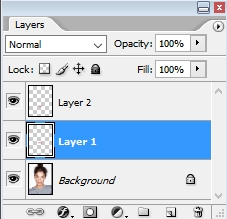 Layers
Normal Opacity: 100%
Lock: Fill: 100%
Layer 2
Layer 1
Background